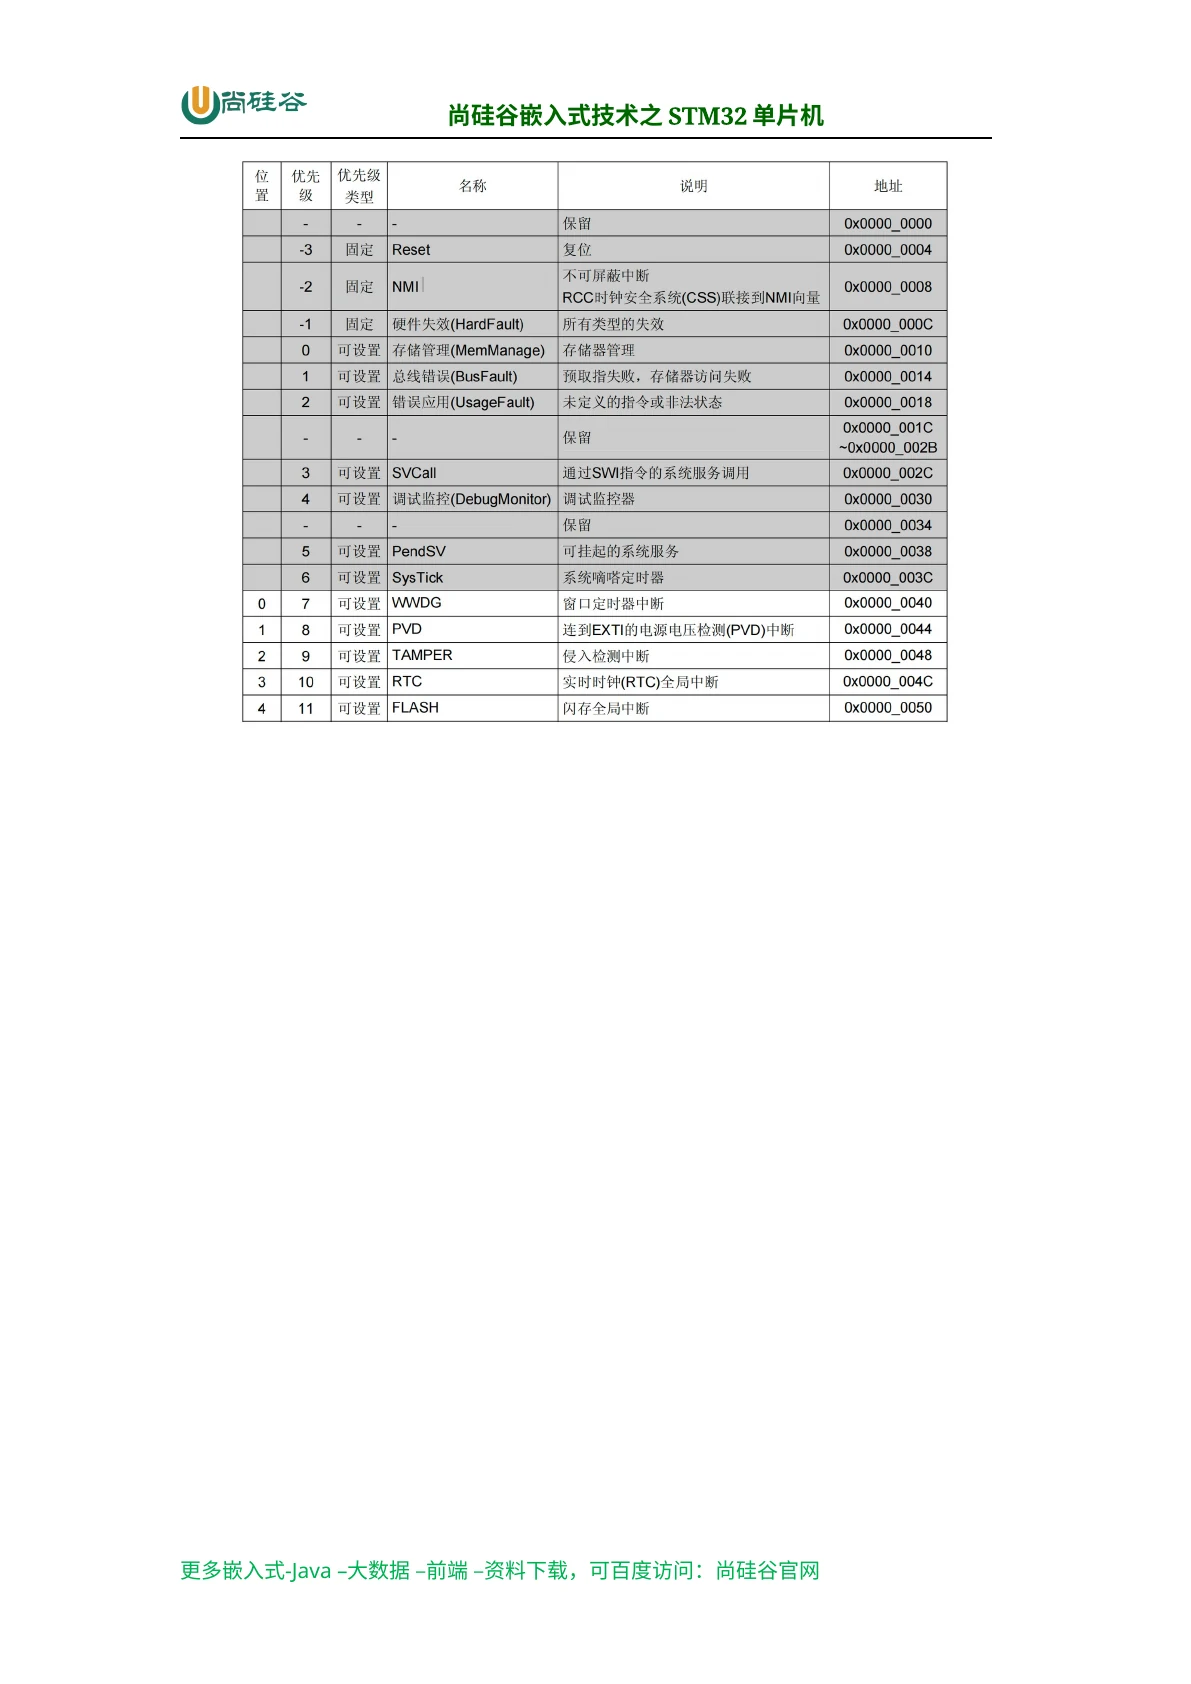 尚硅谷
尚硅谷嵌入式技术之 STM32 单片机
位置 优先级 优先级类型 名称 说明 地址
- - - 保留 0x0000_0000
-3 固定 Reset 复位 0x0000_0004
-2 固定 NMI 不可屏蔽中断 RCC时钟安全系统(CSS)联接到NMI向量 0x0000_0008
-1 固定 硬件失效(HardFault) 所有类型的失效 0x0000_000C
0 可设置 存储管理(MemManage) 存储器管理 0x0000_0010
1 可设置 总线错误(BusFault) 预取指失败，存储器访问失败 0x0000_0014
2 可设置 错误应用(UsageFault) 未定义的指令或非法状态 0x0000_0018
- - - 保留 0x0000_001C ~0x0000_002B
3 可设置 SVCall 通过SWI指令的系统服务调用 0x0000_002C
4 可设置 调试监控(DebugMonitor) 调试监控器 0x0000_0030
- - - 保留 0x0000_0034
5 可设置 PendSV 可挂起的系统服务 0x0000_0038
6 可设置 SysTick 系统嘀嗒定时器 0x0000_003C
0 7 可设置 WWDG 窗口定时器中断 0x0000_0040
1 8 可设置 PVD 连到EXTI的电源电压检测(PVD)中断 0x0000_0044
2 9 可设置 TAMPER 侵入检测中断 0x0000_0048
3 10 可设置 RTC 实时时钟(RTC)全局中断 0x0000_004C
4 11 可设置 FLASH 闪存全局中断 0x0000_0050
更多嵌入式-Java –大数据 –前端 –资料下载，可百度访问：尚硅谷官网